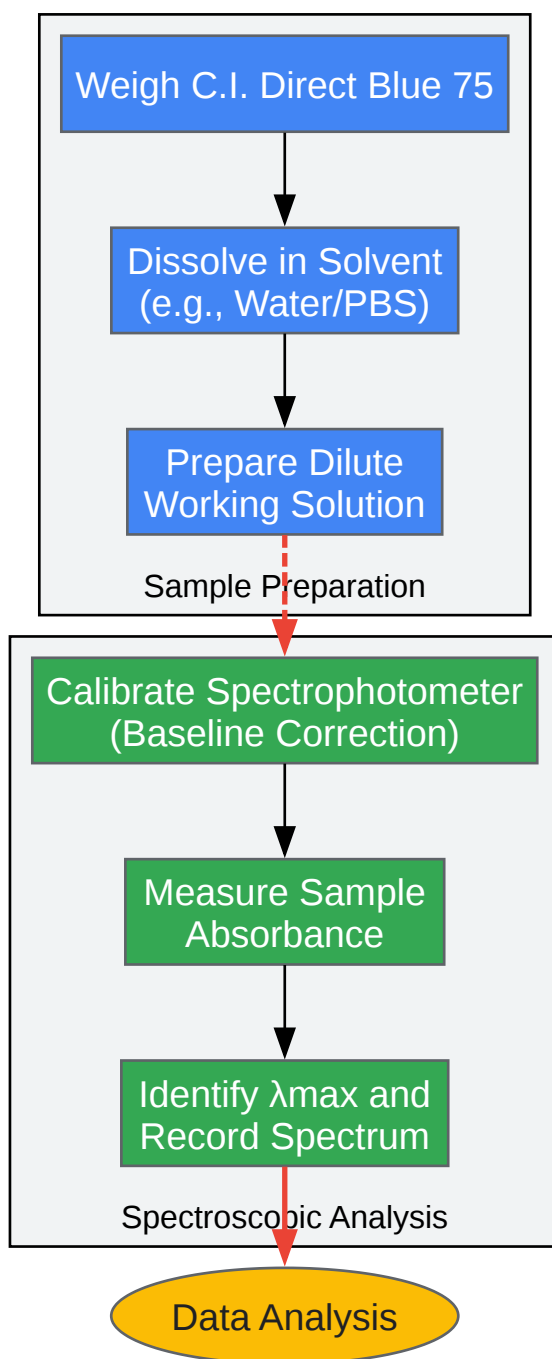 Weigh C.I. Direct Blue 75
Dissolve in Solvent
(e.g., Water/PBS)
Prepare Dilute
Working Solution
Sample Preparation
Calibrate Spectrophotometer
(Baseline Correction)
Measure Sample
Absorbance
Identify λmax and
Record Spectrum
Spectroscopic Analysis
Data Analysis